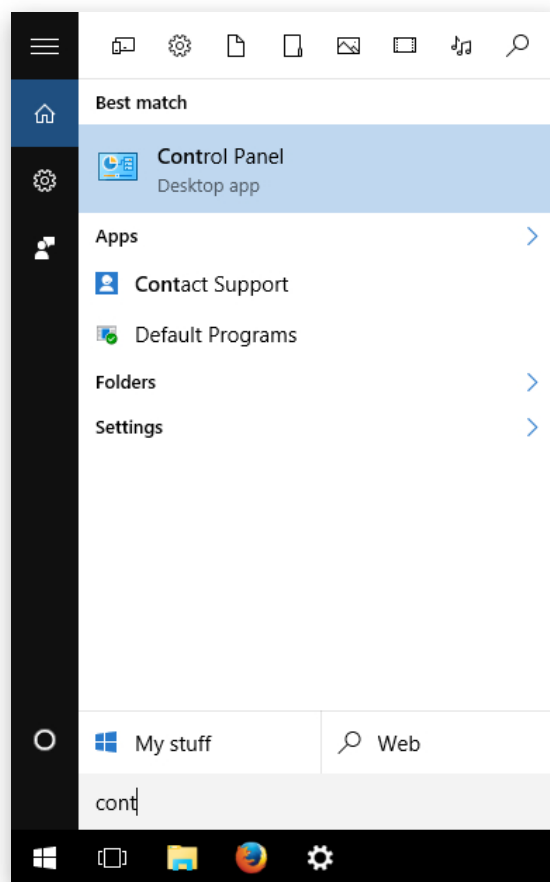 Best match
Control Panel
Desktop app
Apps
Contact Support
Default Programs
Folders
Settings
My stuff
Web
cont